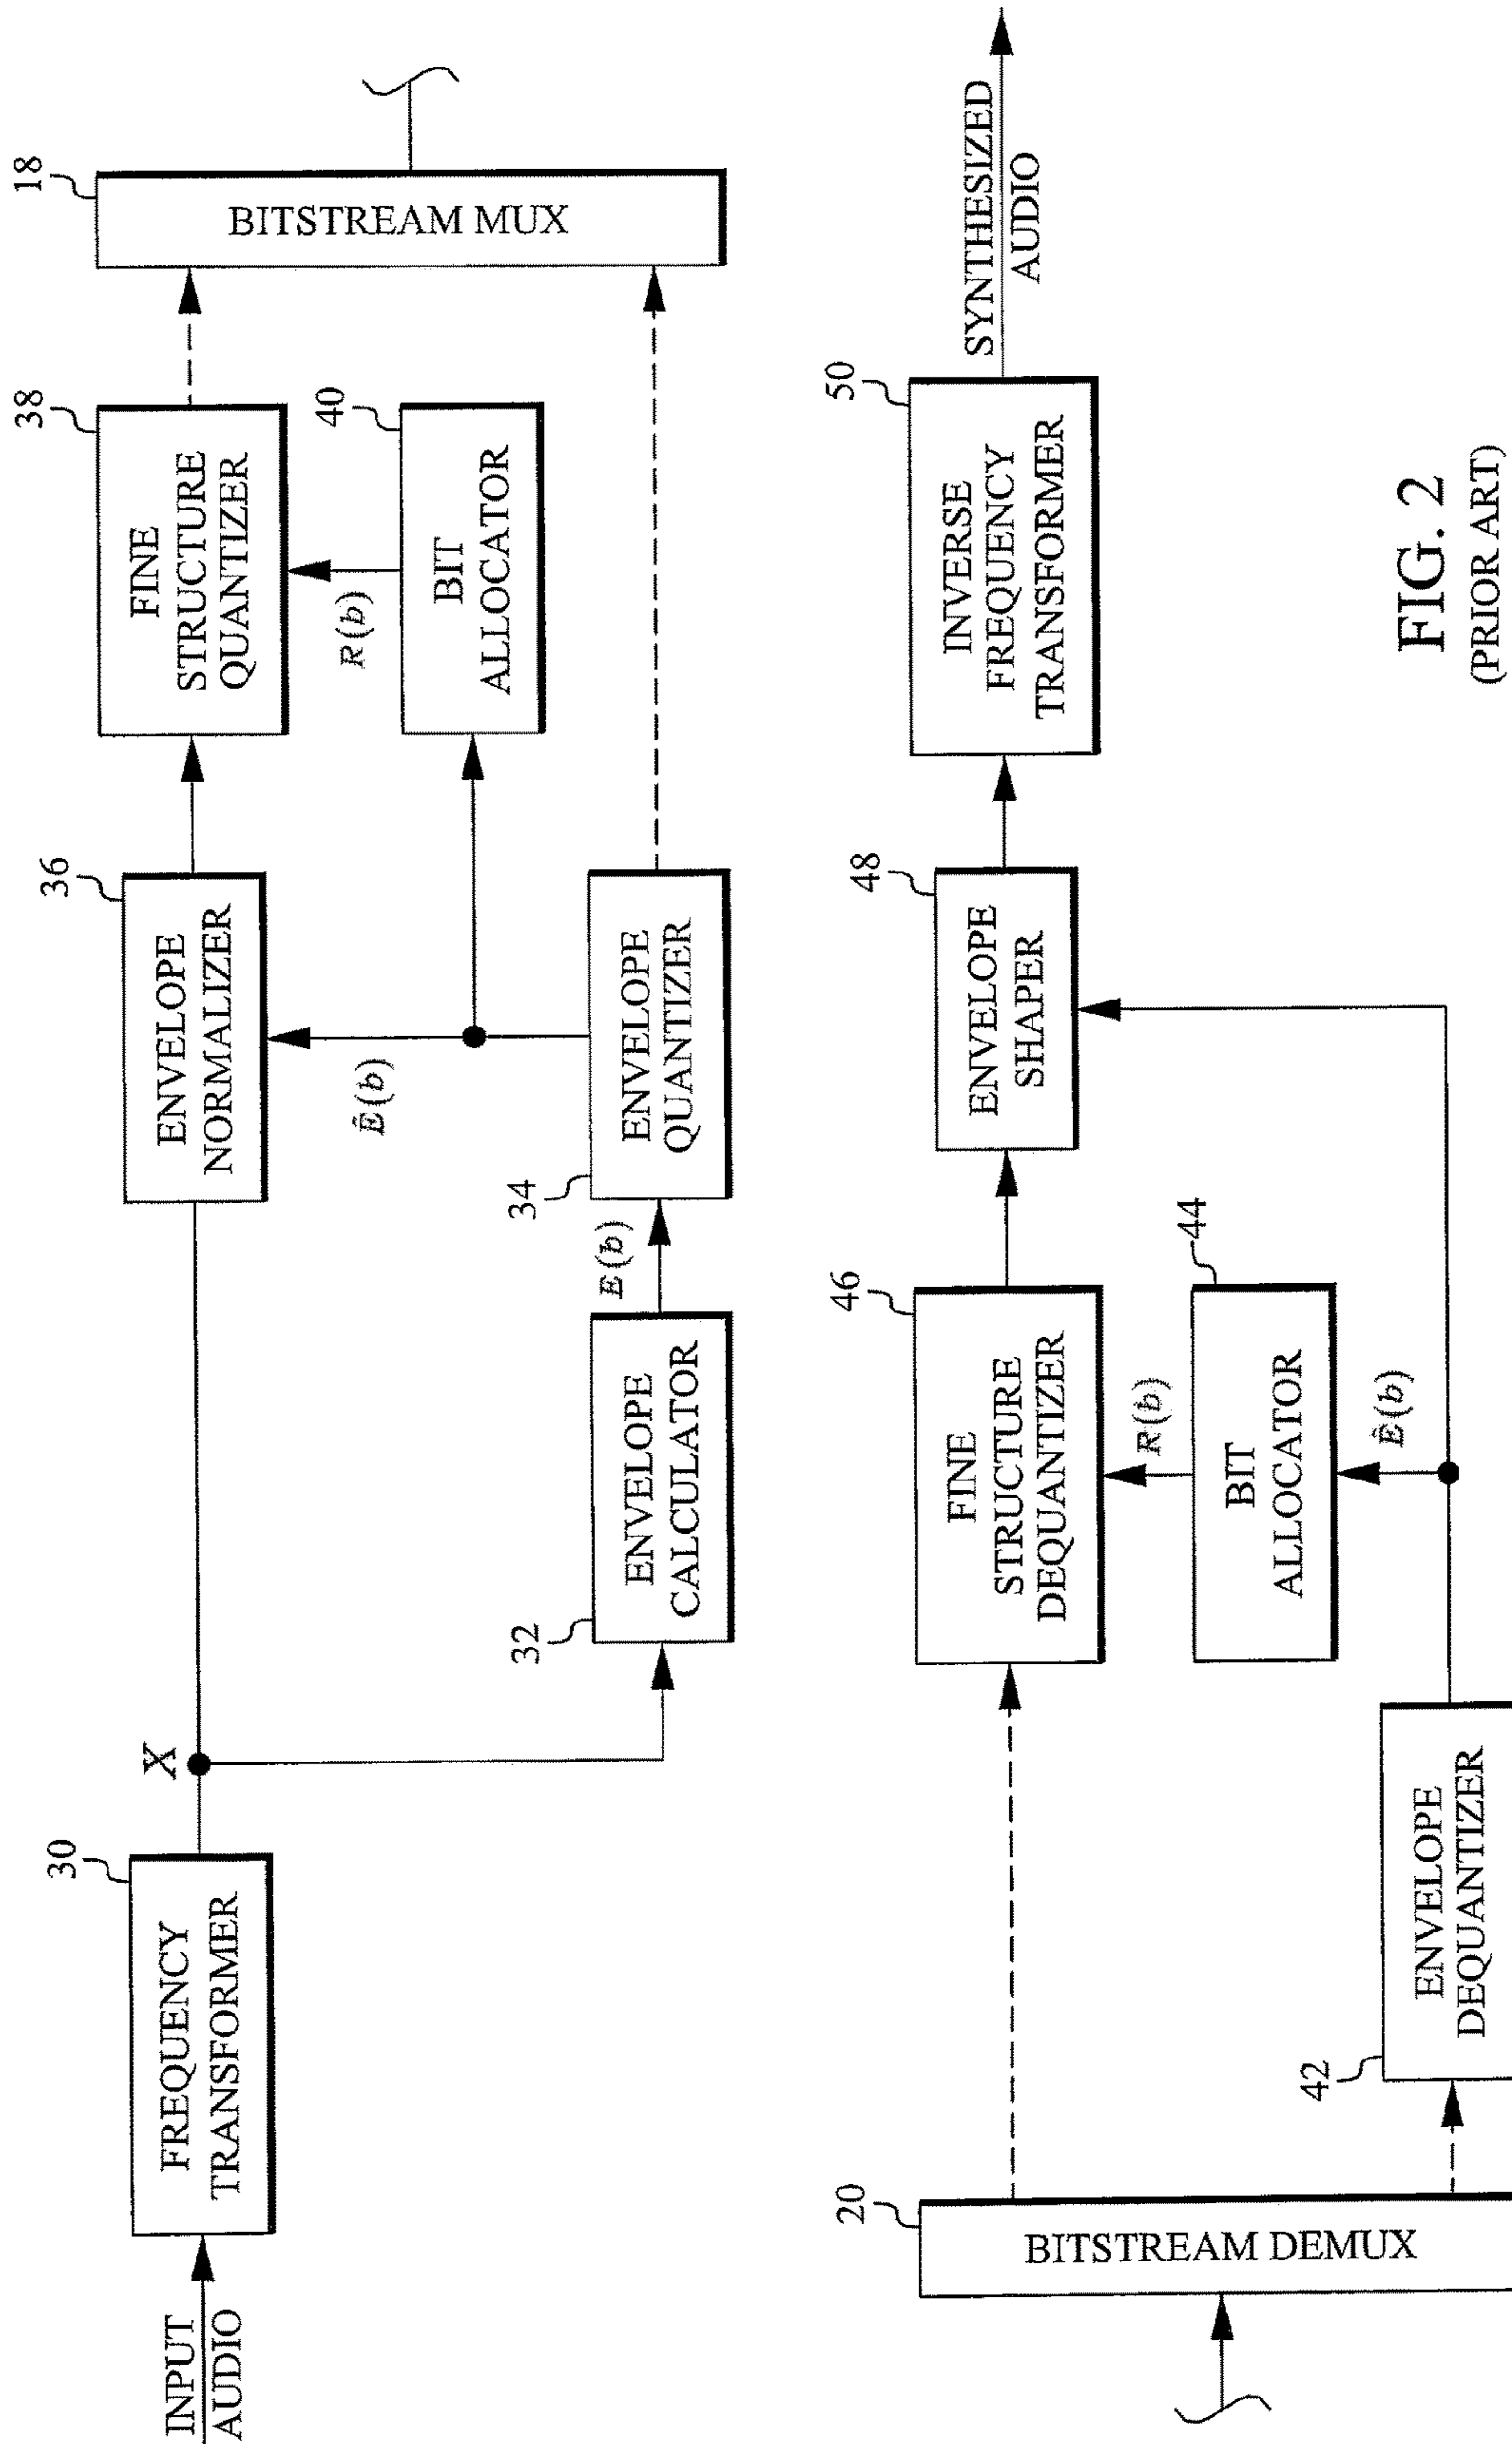 INPUT
AUDIO
30
FREQUENCY
TRANSFORMER
X
32
ENVELOPE
CALCULATOR
E(b)
34
ENVELOPE
QUANTIZER
Ê(b)
36
ENVELOPE
NORMALIZER
38
FINE
STRUCTURE
QUANTIZER
R(b)
40
BIT
ALLOCATOR
18
BITSTREAM MUX
20
BITSTREAM DEMUX
42
ENVELOPE
DEQUANTIZER
Ê(b)
44
BIT
ALLOCATOR
R(b)
46
FINE
STRUCTURE
DEQUANTIZER
48
ENVELOPE
SHAPER
50
INVERSE
FREQUENCY
TRANSFORMER
SYNTHESIZED
AUDIO
FIG. 2
(PRIOR ART)